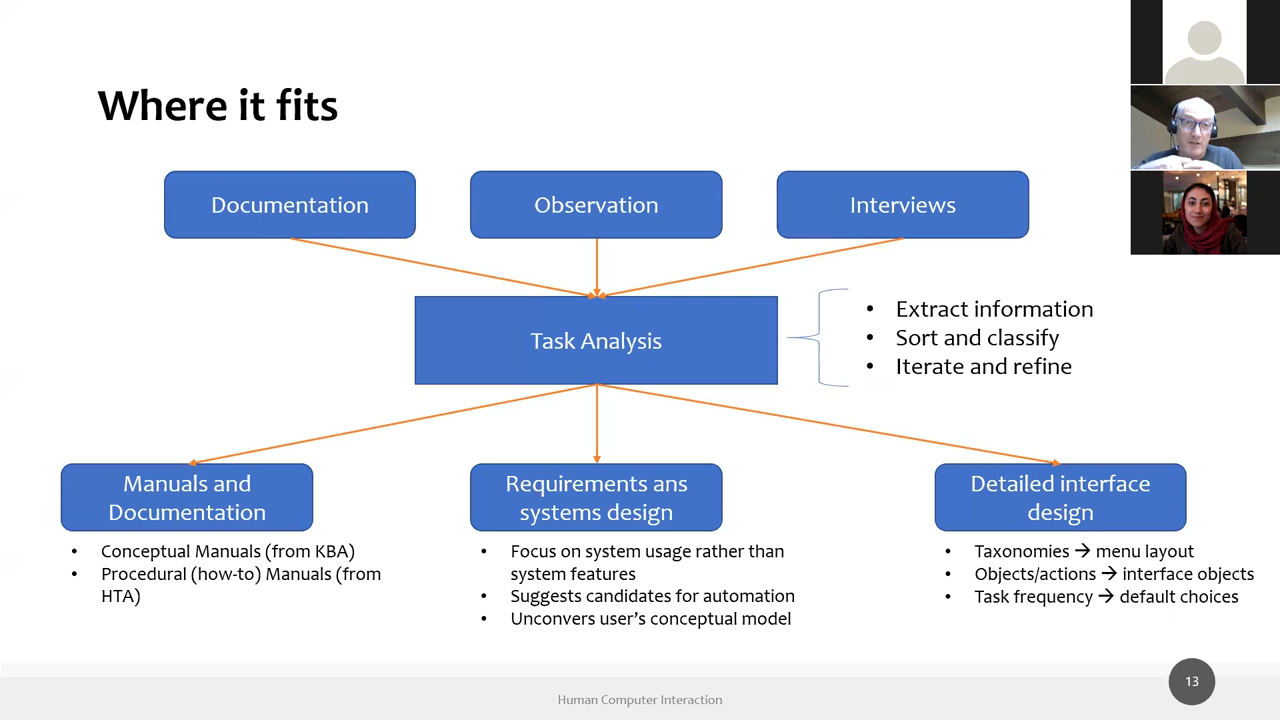 Where it fits
Documentation
Observation
Interviews
Task Analysis
• Extract information
• Sort and classify
• Iterate and refine
Manuals and
Documentation
• Conceptual Manuals (from KBA)
• Procedural (how-to) Manuals (from
HTA)
Requirements ans
systems design
• Focus on system usage rather than
system features
• Suggests candidates for automation
• Unconvers user's conceptual model
Detailed interface
design
• Taxonomies → menu layout
• Objects/actions → interface objects
• Task frequency → default choices
Human Computer Interaction
13